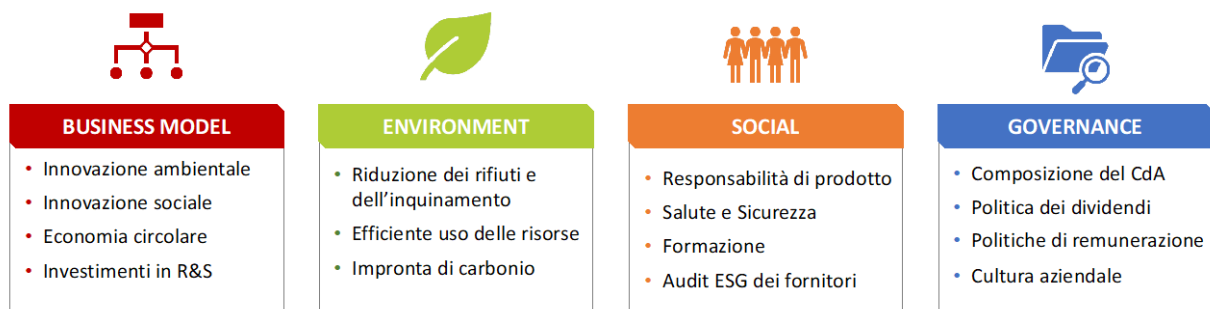 BUSINESS MODEL
• Innovazione ambientale
• Innovazione sociale
• Economia circolare
• Investimenti in R&S
ENVIRONMENT
• Riduzione dei rifiuti e
dell'inquinamento
• Efficiente uso delle risorse
• Impronta di carbonio
SOCIAL
• Responsabilità di prodotto
• Salute e Sicurezza
• Formazione
• Audit ESG dei fornitori
GOVERNANCE
• Composizione del CdA
• Politica dei dividendi
• Politiche di remunerazione
• Cultura aziendale